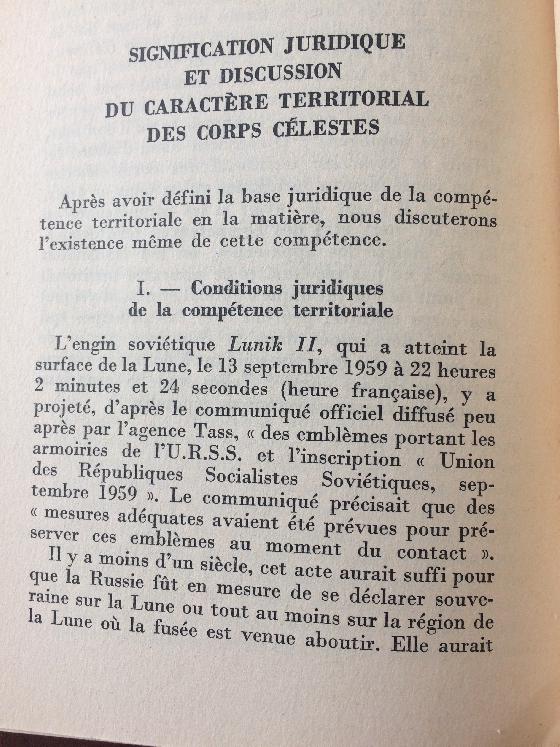 SIGNIFICATION JURIDIQUE
ET DISCUSSION
DU CARACTÈRE TERRITORIAL
DES CORPS CÉLESTES
Après avoir défini la base juridique de la compé-
tence territoriale en la matière, nous discuterons
l'existence même de cette compétence.
I. — Conditions juridiques
de la compétence territoriale
L'engin soviétique Lunik II, qui a atteint la
surface de la Lune, le 13 septembre 1959 à 22 heures
2 minutes et 24 secondes (heure française), y a
projeté, d'après le communiqué officiel diffusé peu
après par l'agence Tass, « des emblèmes portant les
armoiries de l'U.R.S.S. et l'inscription « Union
des Républiques Socialistes Soviétiques, sep-
tembre 1959 ». Le communiqué précisait que des
« mesures adéquates avaient été prévues pour pré-
server ces emblèmes au moment du contact ».
Il y a moins d'un siècle, cet acte aurait suffi pour
que la Russie fût en mesure de se déclarer souve-
raine sur la Lune ou tout au moins sur la région de
la Lune où la fusée est venue aboutir. Elle aurait